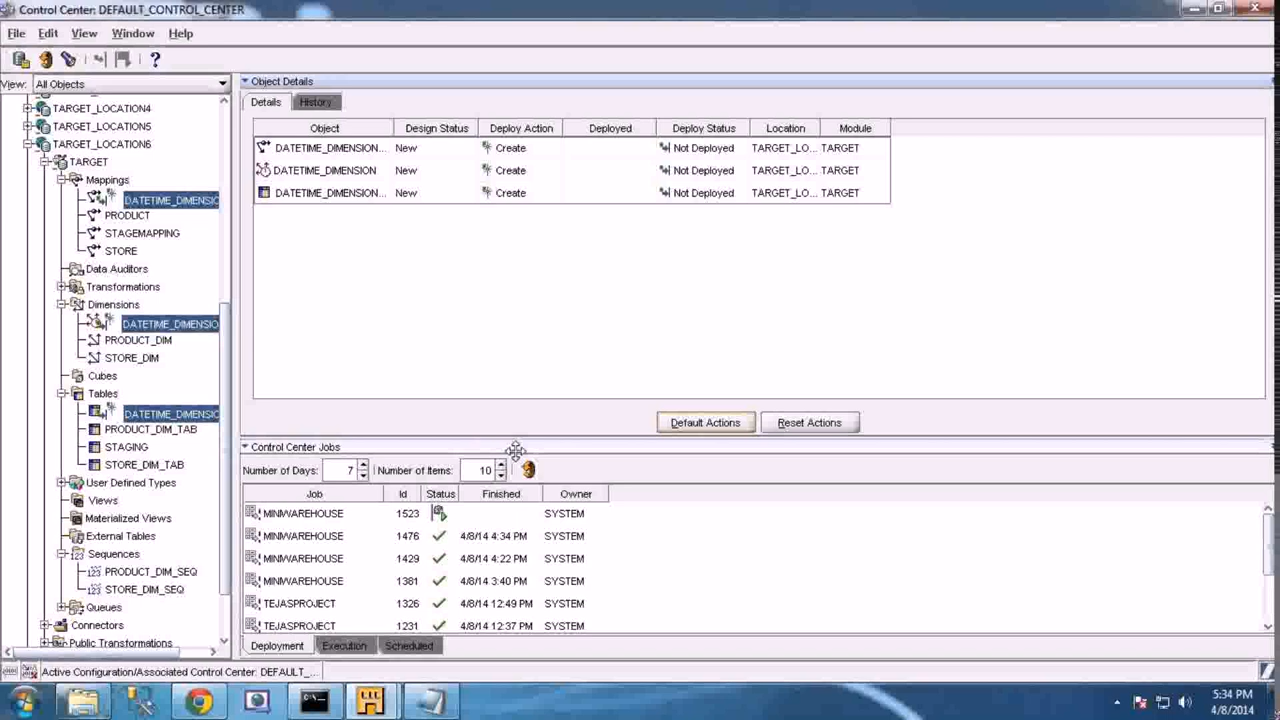 Control Center: DEFAULT_CONTROL_CENTER
File Edit View Window Help
View: All Objects
TARGET_LOCATION4
TARGET_LOCATION5
TARGET_LOCATION6
TARGET
Mappings
DATETIME_DIMENSIO
PRODUCT
STAGEMAPPING
STORE
Data Auditors
Transformations
Dimensions
DATETIME_DIMENSIO
PRODUCT_DIM
STORE_DIM
Cubes
Tables
DATETIME_DIMENSIO
PRODUCT_DIM_TAB
STAGING
STORE_DIM_TAB
User Defined Types
Views
Materialized Views
External Tables
Sequences
PRODUCT_DIM_SEQ
STORE_DIM_SEQ
Queues
Connectors
Public Transformations
Object Details
Details History
Object Design Status Deploy Action Deployed Deploy Status Location Module
DATETIME_DIMENSION... New Create Not Deployed TARGET_LO... TARGET
DATETIME_DIMENSION New Create Not Deployed TARGET_LO... TARGET
DATETIME_DIMENSION... New Create Not Deployed TARGET_LO... TARGET
Default Actions Reset Actions
Control Center Jobs
Number of Days: 7 Number of Items: 10
Job Id Status Finished Owner
MINIWAREHOUSE 1523 SYSTEM
MINIWAREHOUSE 1476 4/8/14 4:34 PM SYSTEM
MINIWAREHOUSE 1429 4/8/14 4:22 PM SYSTEM
MINIWAREHOUSE 1381 4/8/14 3:40 PM SYSTEM
TEJASPROJECT 1326 4/8/14 12:49 PM SYSTEM
TEJASPROJECT 1231 4/8/14 12:37 PM SYSTEM
Deployment Execution Scheduled
Active Configuration/Associated Control Center: DEFAULT_...
5:34 PM
4/8/2014